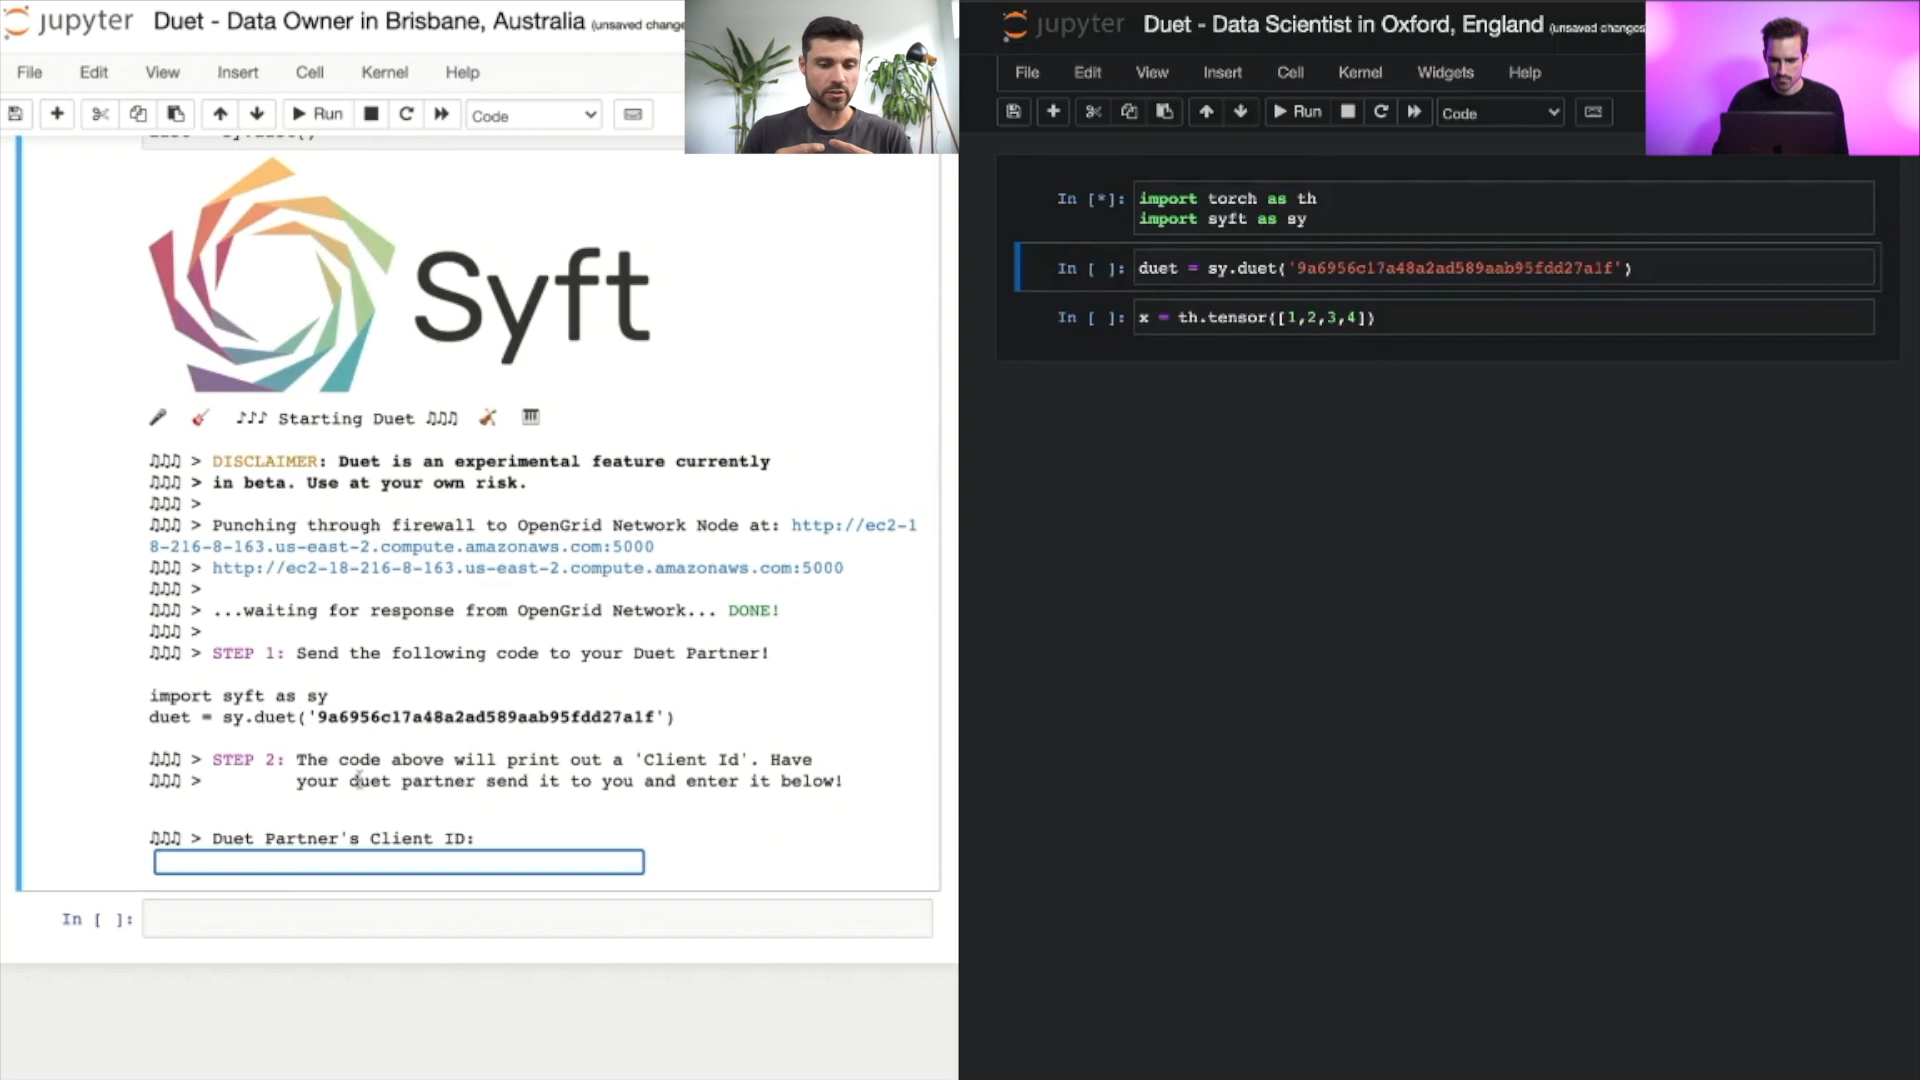 jupyter Duet - Data Owner in Brisbane, Australia (unsaved change
File Edit View Insert Cell Kernel Help
Run Code
Syft
♪♪♪ Starting Duet ♫♫♫
♫♫♫ > DISCLAIMER: Duet is an experimental feature currently
♫♫♫ > in beta. Use at your own risk.
♫♫♫ >
♫♫♫ > Punching through firewall to OpenGrid Network Node at: http://ec2-1
8-216-8-163.us-east-2.compute.amazonaws.com:5000
♫♫♫ > http://ec2-18-216-8-163.us-east-2.compute.amazonaws.com:5000
♫♫♫ >
♫♫♫ > ...waiting for response from OpenGrid Network... DONE!
♫♫♫ >
♫♫♫ > STEP 1: Send the following code to your Duet Partner!
import syft as sy
duet = sy.duet('9a6956c17a48a2ad589aab95fdd27a1f')
♫♫♫ > STEP 2: The code above will print out a 'Client Id'. Have
♫♫♫ > your duet partner send it to you and enter it below!
♫♫♫ > Duet Partner's Client ID:
In [ ]:
jupyter Duet - Data Scientist in Oxford, England (unsaved changes
File Edit View Insert Cell Kernel Widgets Help
Run Code
In [*]: import torch as th
import syft as sy
In [ ]: duet = sy.duet('9a6956c17a48a2ad589aab95fdd27a1f')
In [ ]: x = th.tensor([1,2,3,4])